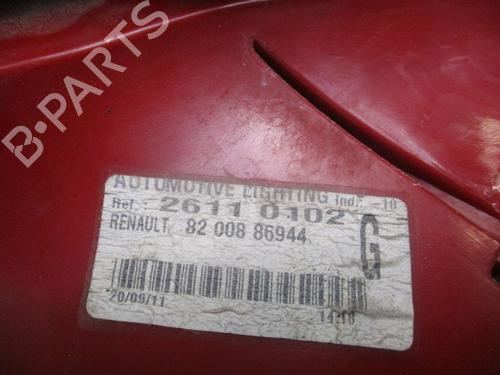 B-PARTS
AUTOMOTIVE LIGHTING Ind.: -10
Ref.: 2611 0102
RENAULT 82 008 86944
G
20/09/11 14:18